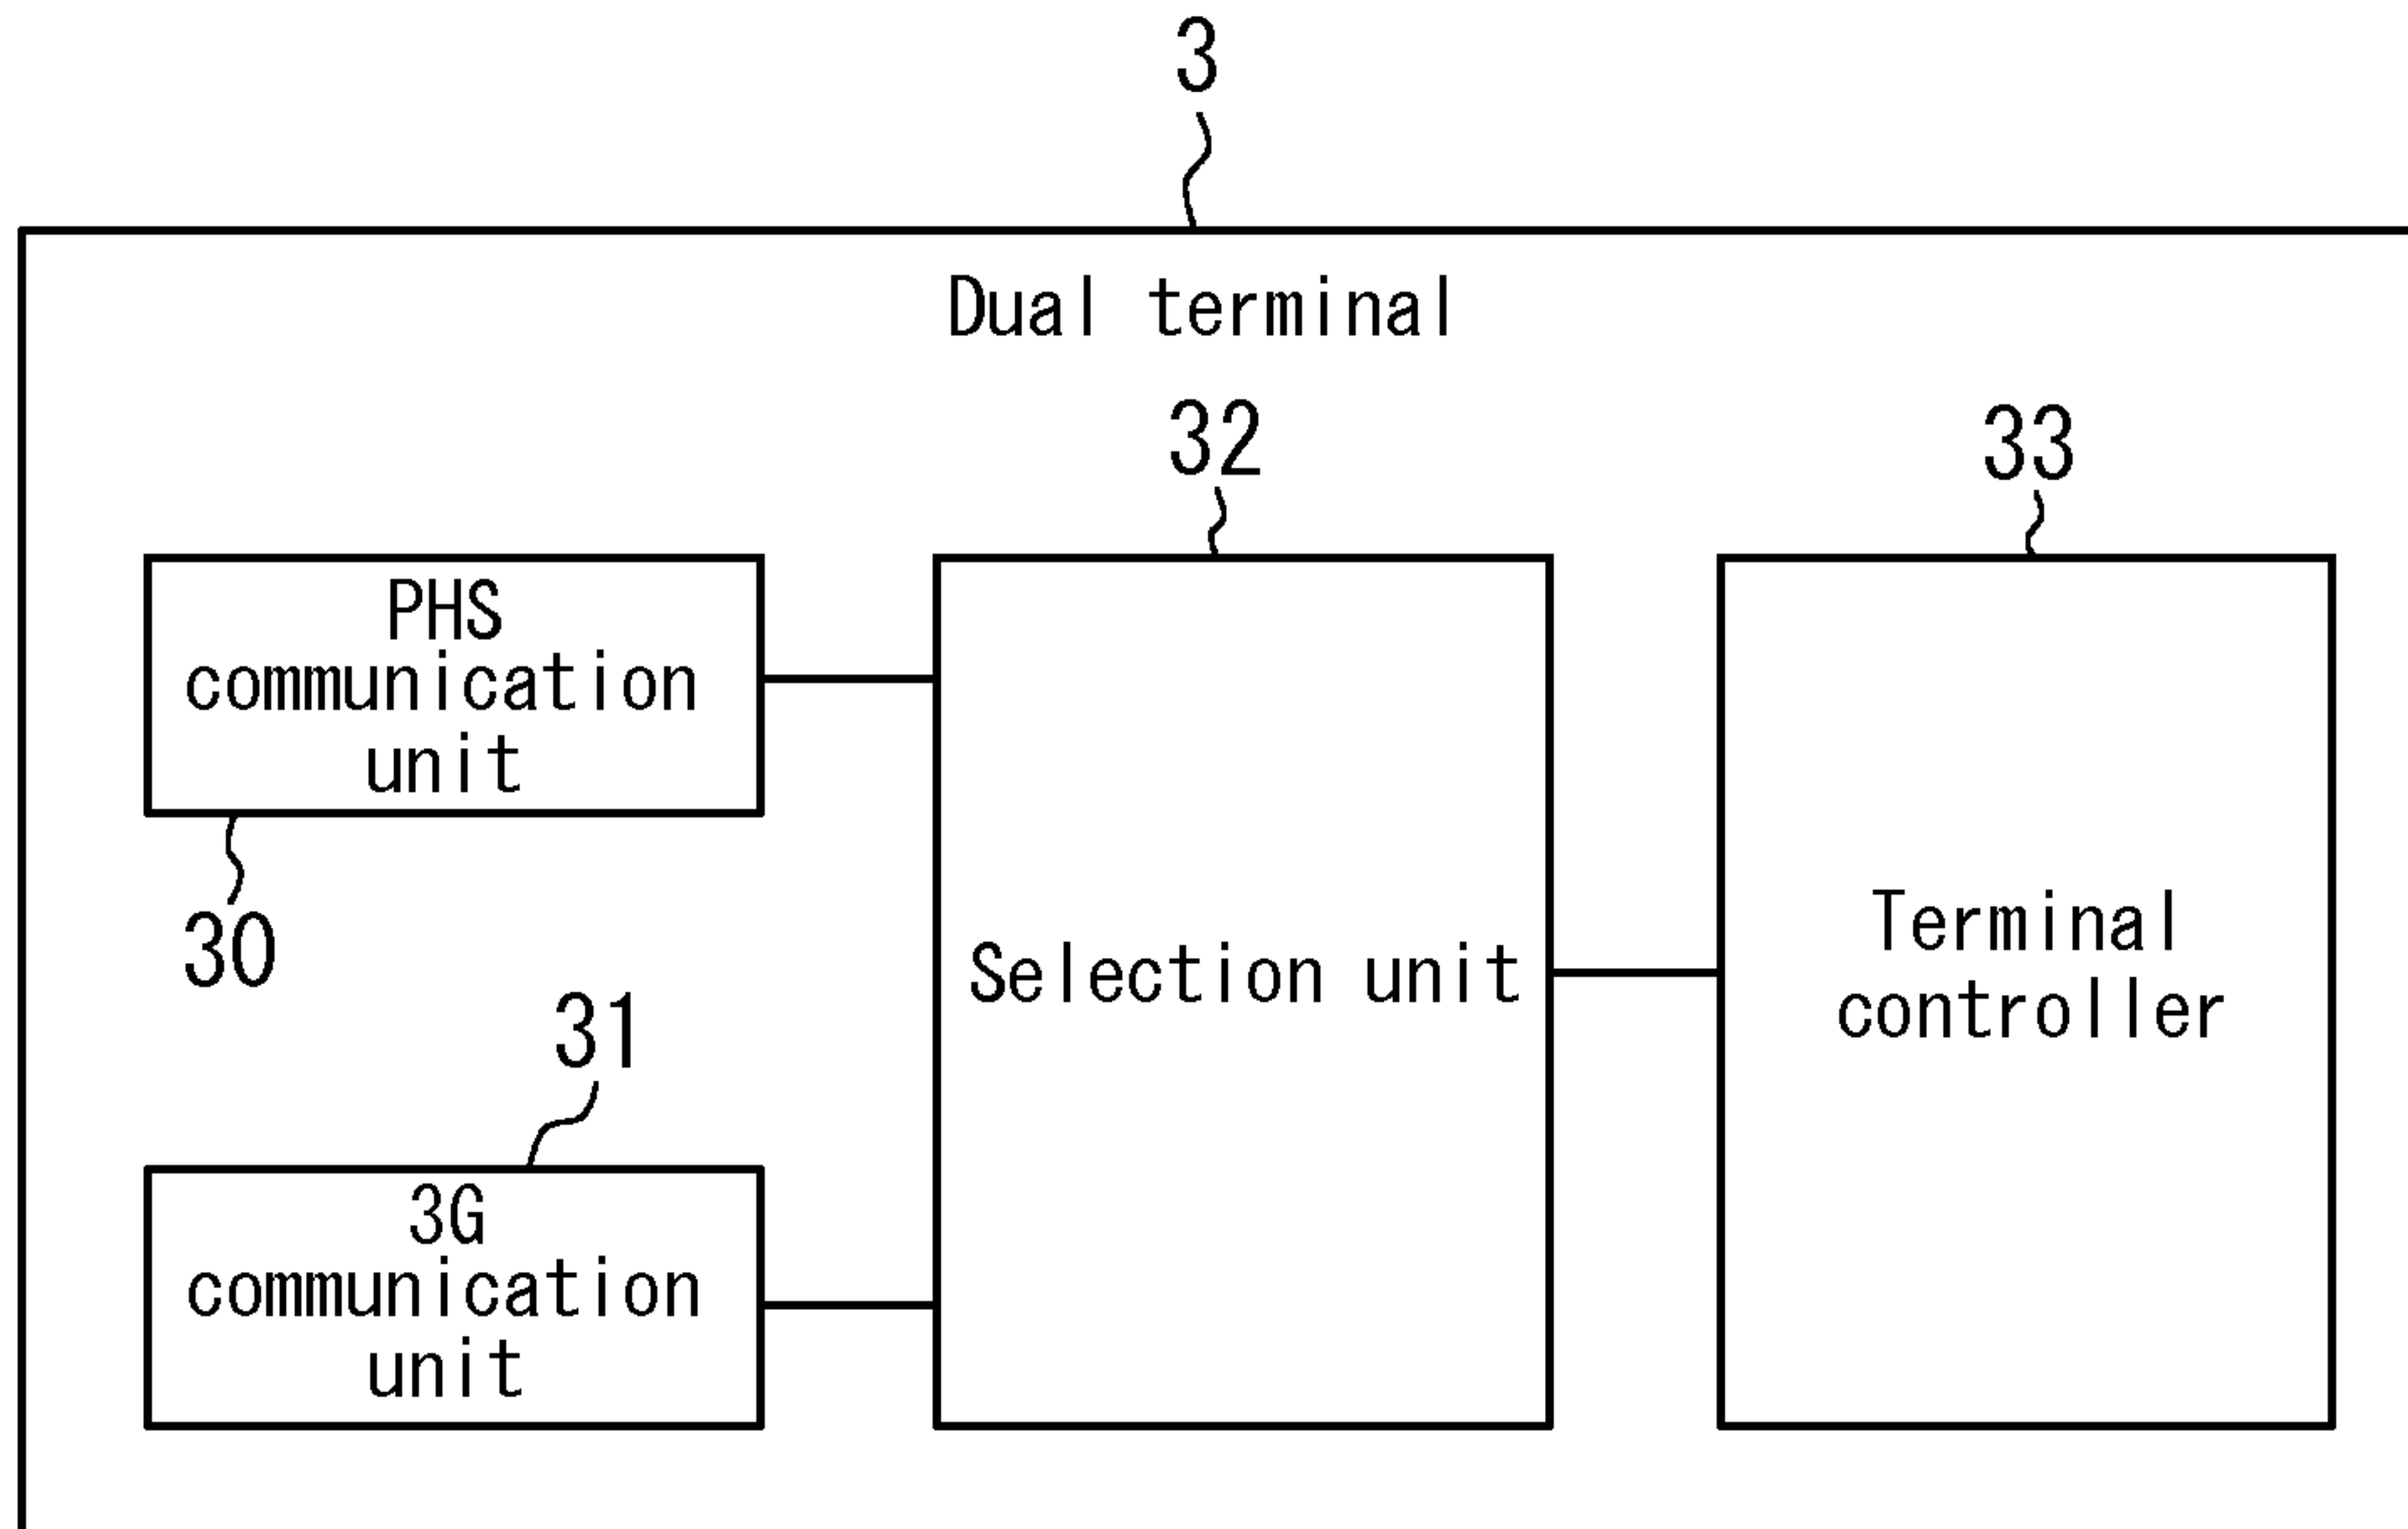 3
Dual terminal
32
33
PHS
communication
unit
30
31
3G
communication
unit
Selection unit
Terminal
controller